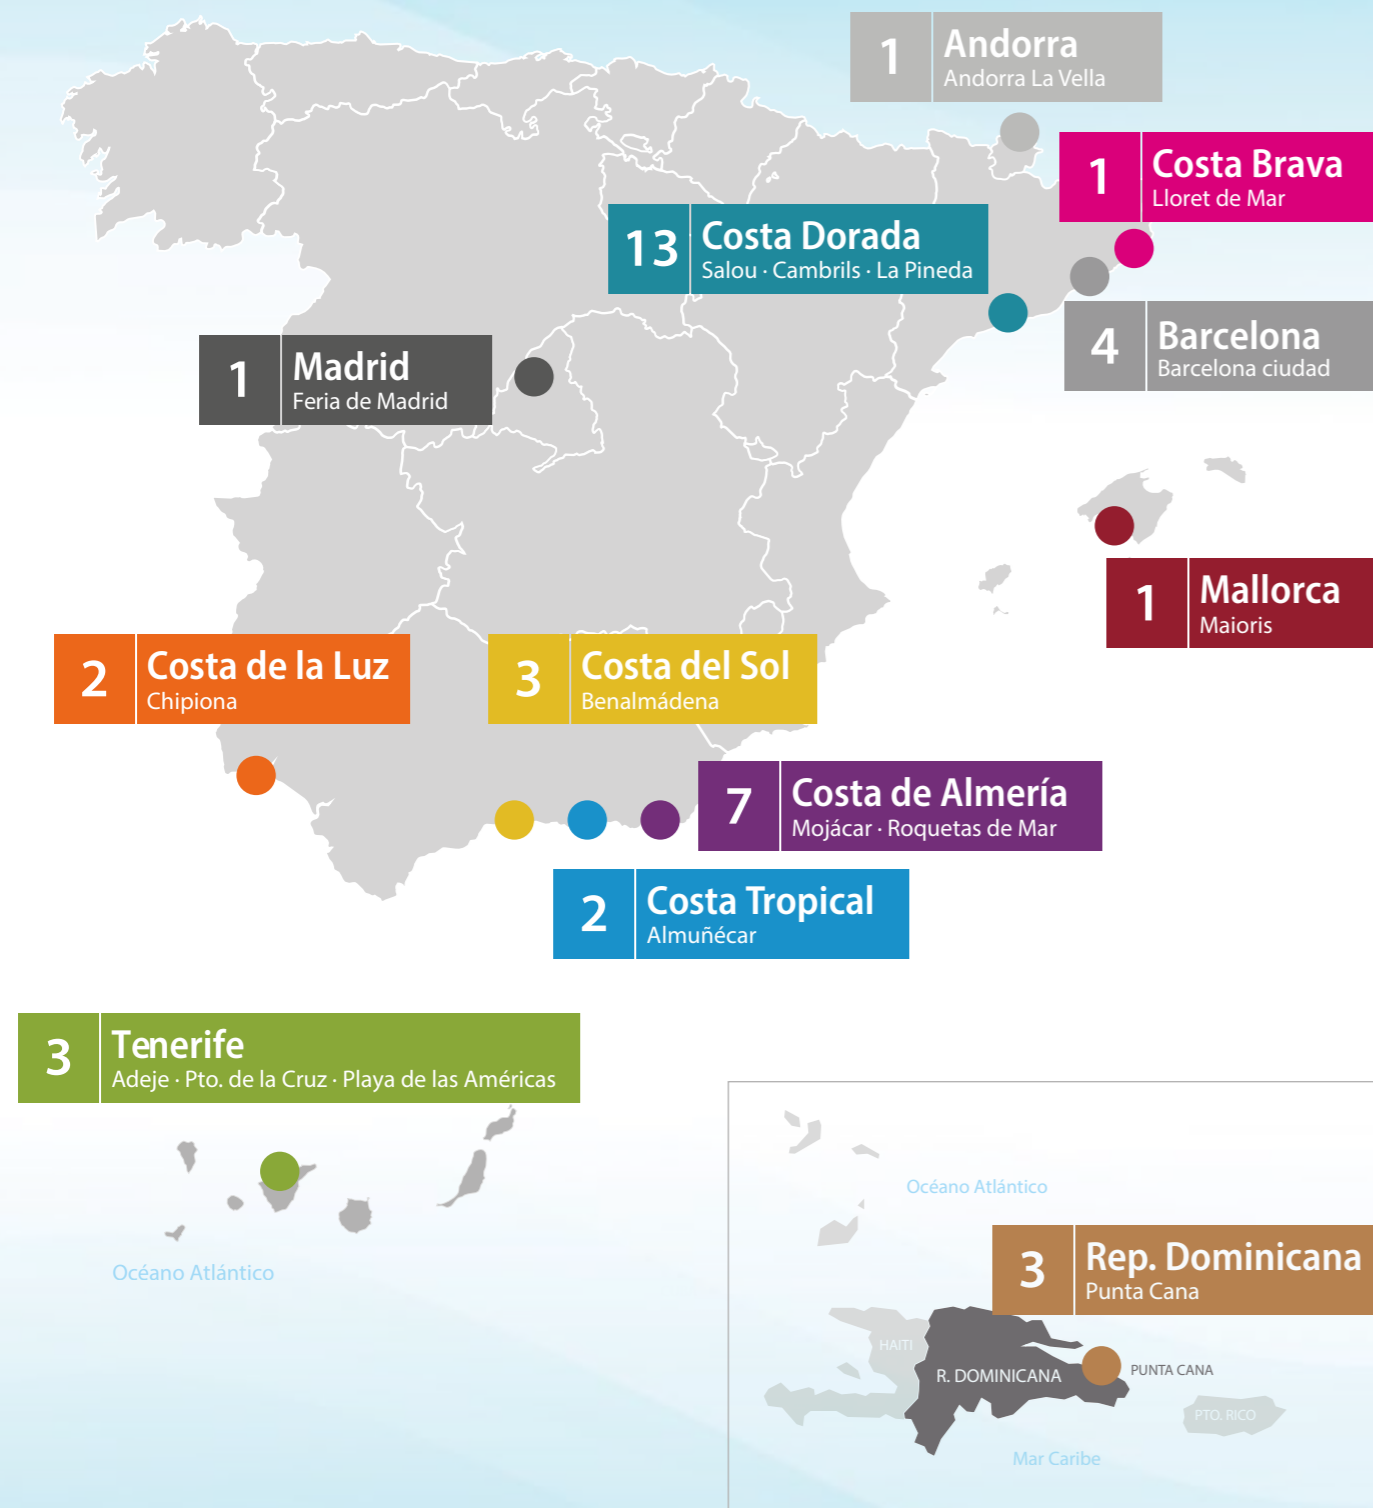 1
Andorra
Andorra La Vella
1
Costa Brava
Lloret de Mar
13
Costa Dorada
Salou · Cambrils · La Pineda
4
Barcelona
Barcelona ciudad
1
Madrid
Feria de Madrid
1
Mallorca
Maioris
2
Costa de la Luz
Chipiona
3
Costa del Sol
Benalmádena
7
Costa de Almería
Mojácar · Roquetas de Mar
2
Costa Tropical
Almuñécar
3
Tenerife
Adeje · Pto. de la Cruz · Playa de las Américas
Océano Atlántico
Océano Atlántico
3
Rep. Dominicana
Punta Cana
HAITI
R. DOMINICANA
PUNTA CANA
PTO. RICO
Mar Caribe